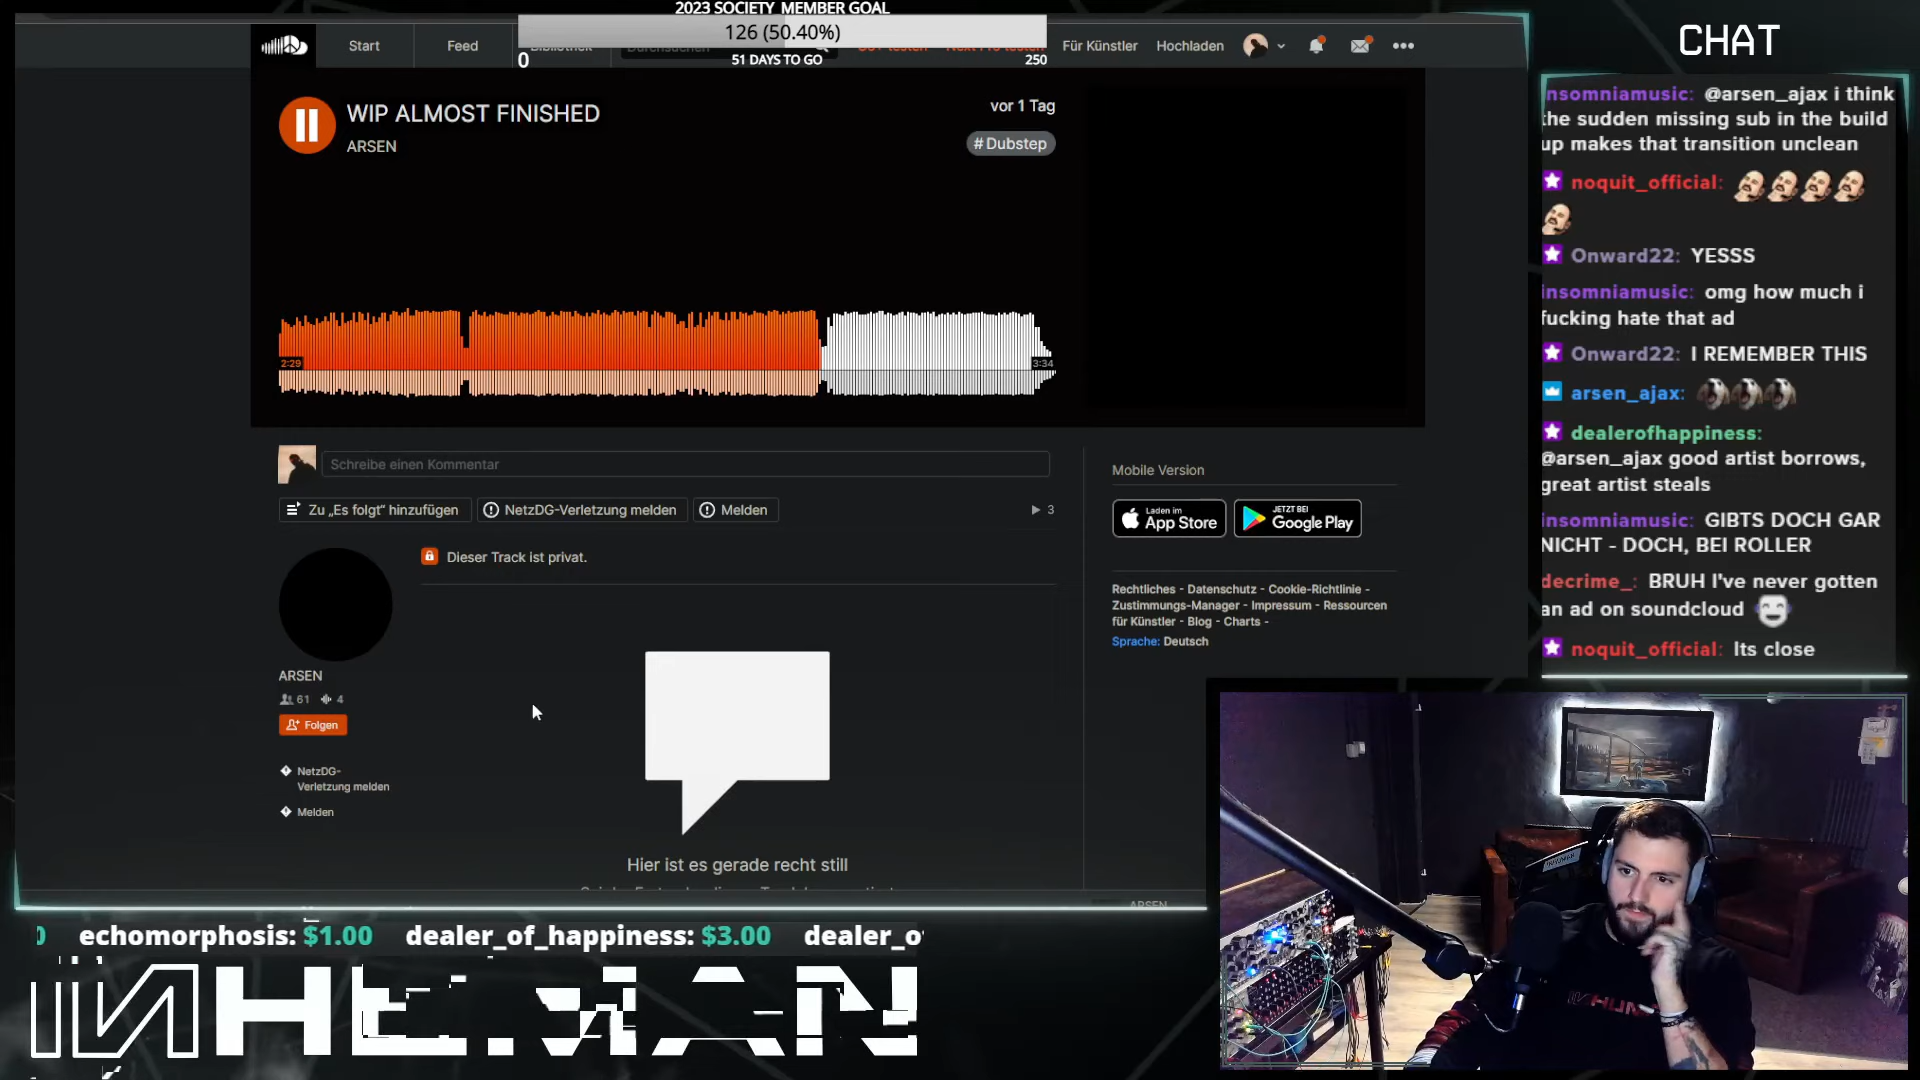 2023 SOCIETY MEMBER GOAL
126 (50.40%)
0
51 DAYS TO GO
250
Start
Feed
Für Künstler
Hochladen
WIP ALMOST FINISHED
ARSEN
vor 1 Tag
# Dubstep
2:29
3:34
Schreibe einen Kommentar
Zu „Es folgt“ hinzufügen
NetzDG-Verletzung melden
Melden
3
Dieser Track ist privat.
ARSEN
61
4
Folgen
NetzDG-
Verletzung melden
Melden
Hier ist es gerade recht still
Mobile Version
Laden im
App Store
JETZT BEI
Google Play
Rechtliches - Datenschutz - Cookie-Richtlinie -
Zustimmungs-Manager - Impressum - Ressourcen
für Künstler - Blog - Charts -
Sprache: Deutsch
ARSEN
CHAT
insomniamusic: @arsen_ajax i think
the sudden missing sub in the build
up makes that transition unclean
noquit_official:
Onward22: YESSS
insomniamusic: omg how much i
fucking hate that ad
Onward22: I REMEMBER THIS
arsen_ajax:
dealerofhappiness:
@arsen_ajax good artist borrows,
great artist steals
insomniamusic: GIBTS DOCH GAR
NICHT - DOCH, BEI ROLLER
decrime_: BRUH I've never gotten
an ad on soundcloud
noquit_official: Its close
echomorphosis: $1.00 dealer_of_happiness: $3.00 dealer_o